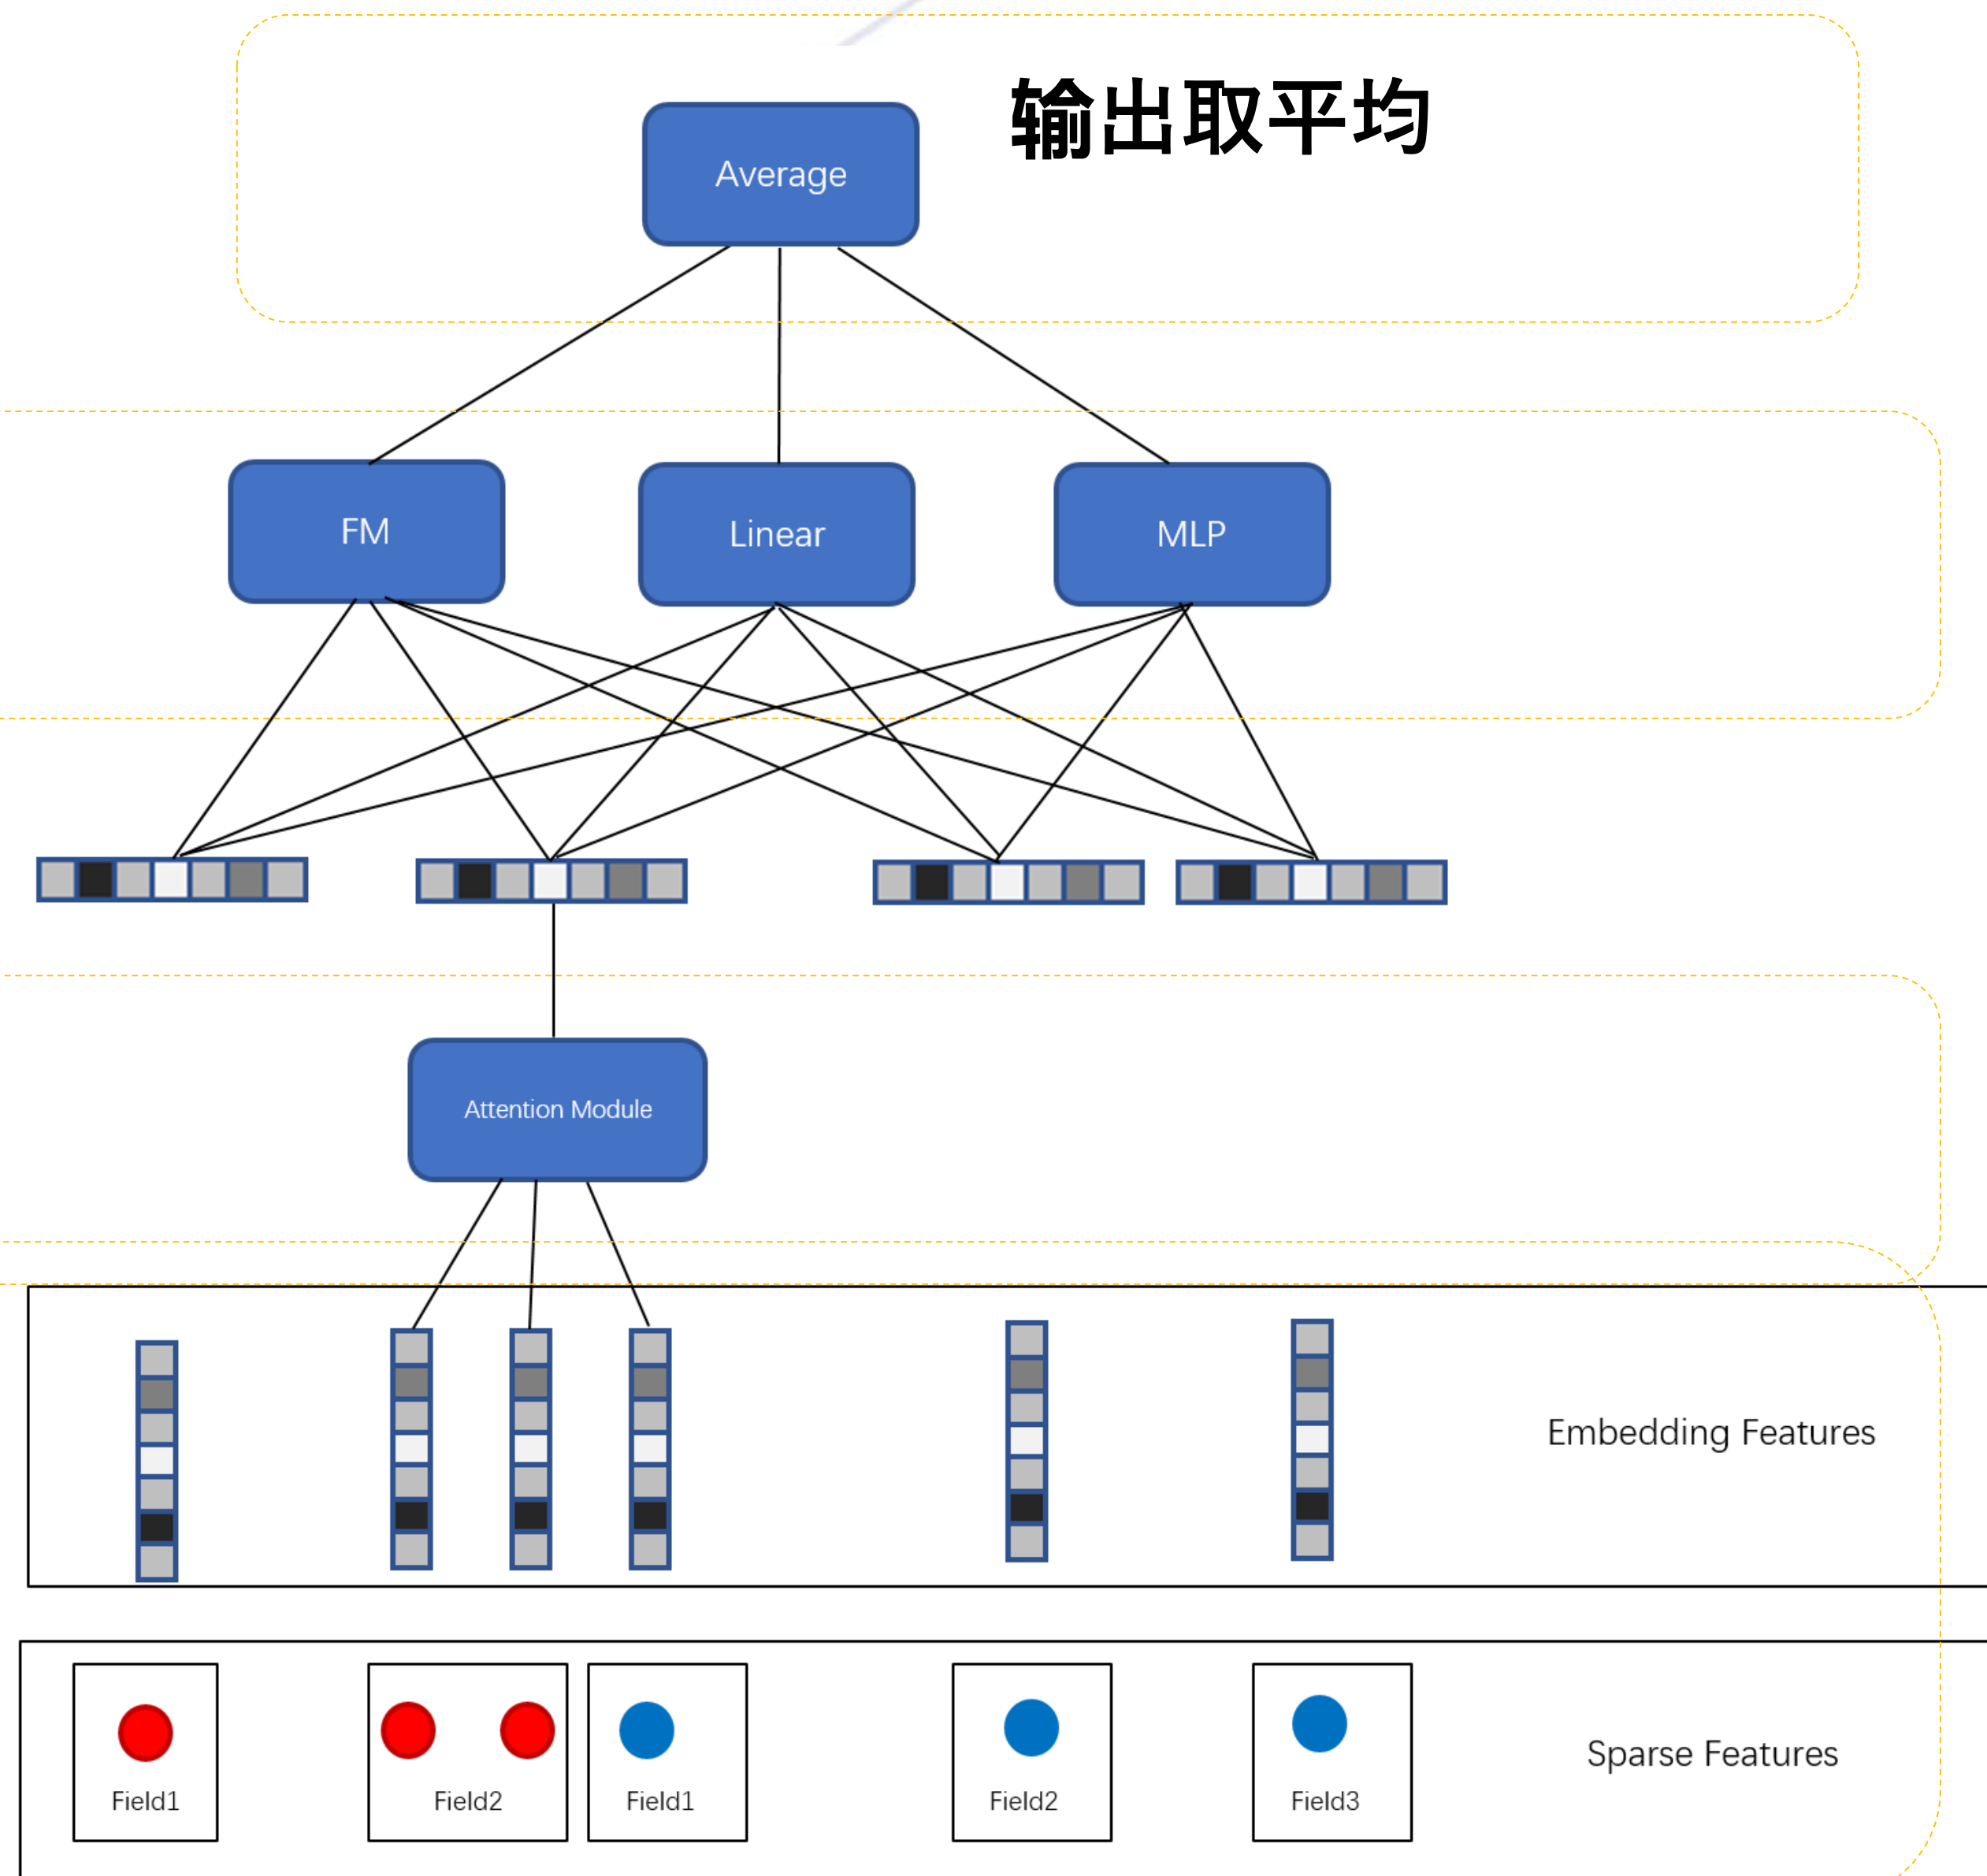 输出取平均
Average
FM
Linear
MLP
Attention Module
Embedding Features
Sparse Features
Field1
Field2
Field1
Field2
Field3